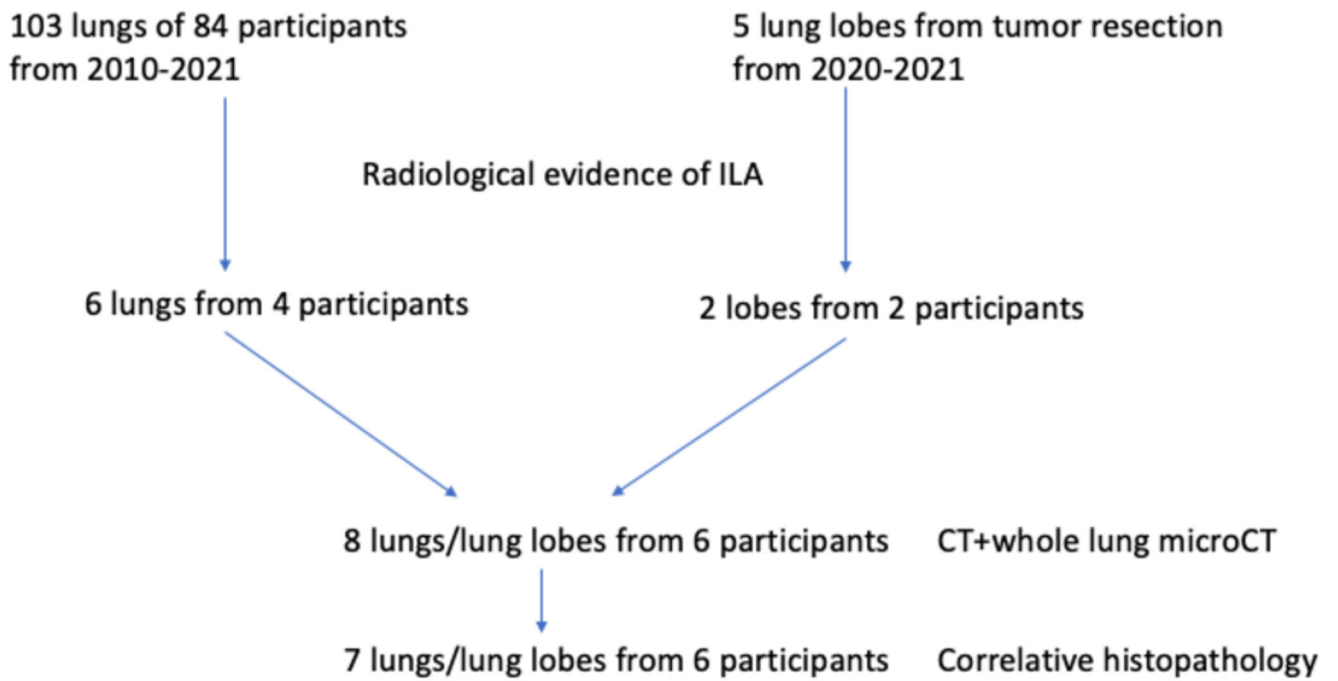 103 lungs of 84 participants
from 2010-2021
5 lung lobes from tumor resection
from 2020-2021
Radiological evidence of ILA
6 lungs from 4 participants
2 lobes from 2 participants
8 lungs/lung lobes from 6 participants
CT+whole lung microCT
7 lungs/lung lobes from 6 participants
Correlative histopathology